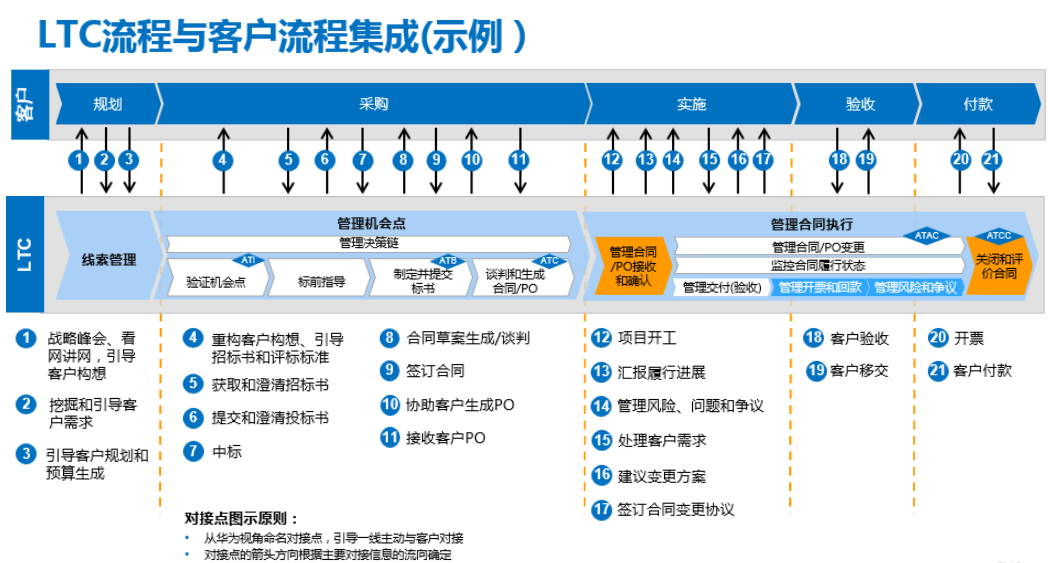 LTC流程与客户流程集成(示例)
客户
规划
采购
实施
验收
付款
1
2
3
4
5
6
7
8
9
10
11
12
13
14
15
16
17
18
19
20
21
LTC
线索管理
管理机会点
管理决策链
ATI
ATB
ATC
验证机会点
标前指导
制定并提交
标书
谈判和生成
合同/PO
管理合同执行
管理合同
/PO接收
和确认
管理合同/PO变更
监控合同履行状态
管理交付(验收)
管理开票和回款
管理风险和争议
ATAC
ATCC
关闭和评
价合同
1 战略峰会、看
网讲网，引导
客户构想
2 挖掘和引导客
户需求
3 引导客户规划和
预算生成
4 重构客户构想、引导
招标书和评标标准
5 获取和澄清招标书
6 提交和澄清投标书
7 中标
8 合同草案生成/谈判
9 签订合同
10 协助客户生成PO
11 接收客户PO
12 项目开工
13 汇报履行进展
14 管理风险、问题和争议
15 处理客户需求
16 建议变更方案
17 签订合同变更协议
18 客户验收
19 客户移交
20 开票
21 客户付款
对接点图示原则：
• 从华为视角命名对接点，引导一线主动与客户对接
• 对接点的箭头方向根据主要对接信息的流向确定